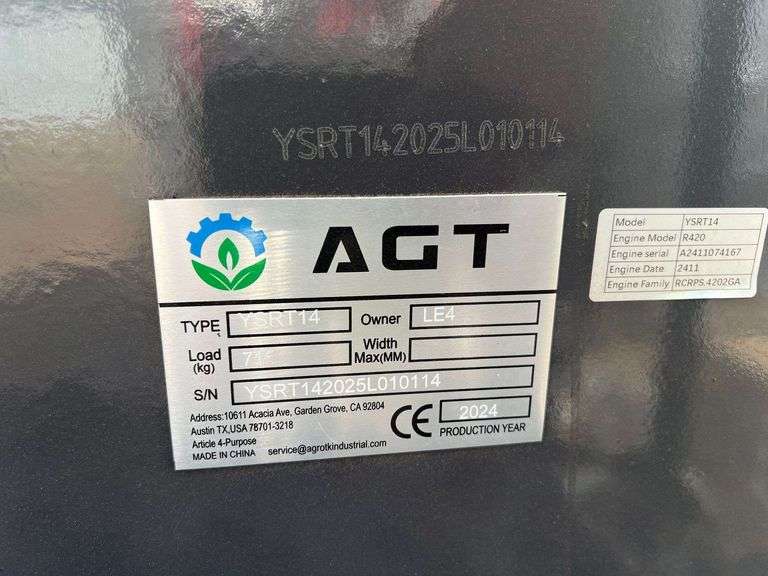 YSRT142025L010114
AGT
TYPE YSRT14 Owner LE4
Load (kg) Width Max(MM)
S/N YSRT142025L010114
Address:10611 Acacia Ave, Garden Grove, CA 92804
Austin TX,USA 78701-3218
Article 4-Purpose
MADE IN CHINA service@agrotkindustrial.com
CE 2024
PRODUCTION YEAR
Model YSRT14
Engine Model R420
Engine serial A2411074167
Engine Date 2411
Engine Family RCRPS.4202GA